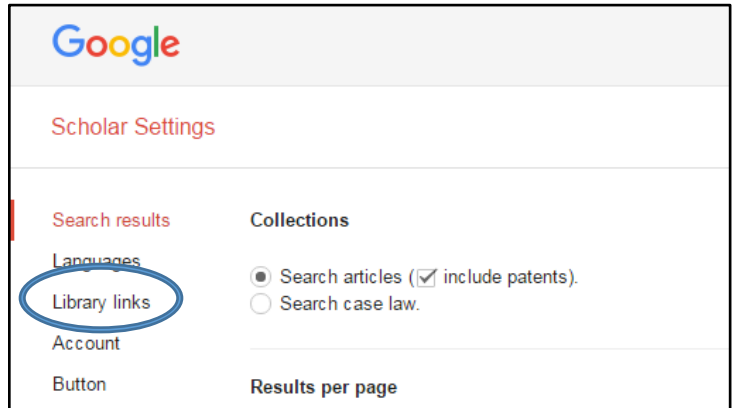 Google
Scholar Settings
Search results
Languages
Library links
Account
Button
Collections
Search articles (include patents).
Search case law.
Results per page